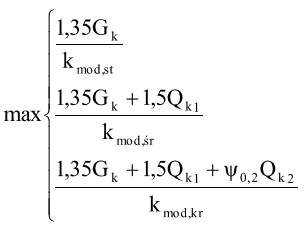 1,35G_k
k_mod,st
1,35G_k + 1,5Q_k1
max{
k_mod,śr
1,35G_k + 1,5Q_k1 + ψ_0,2 Q_k2
k_mod,kr